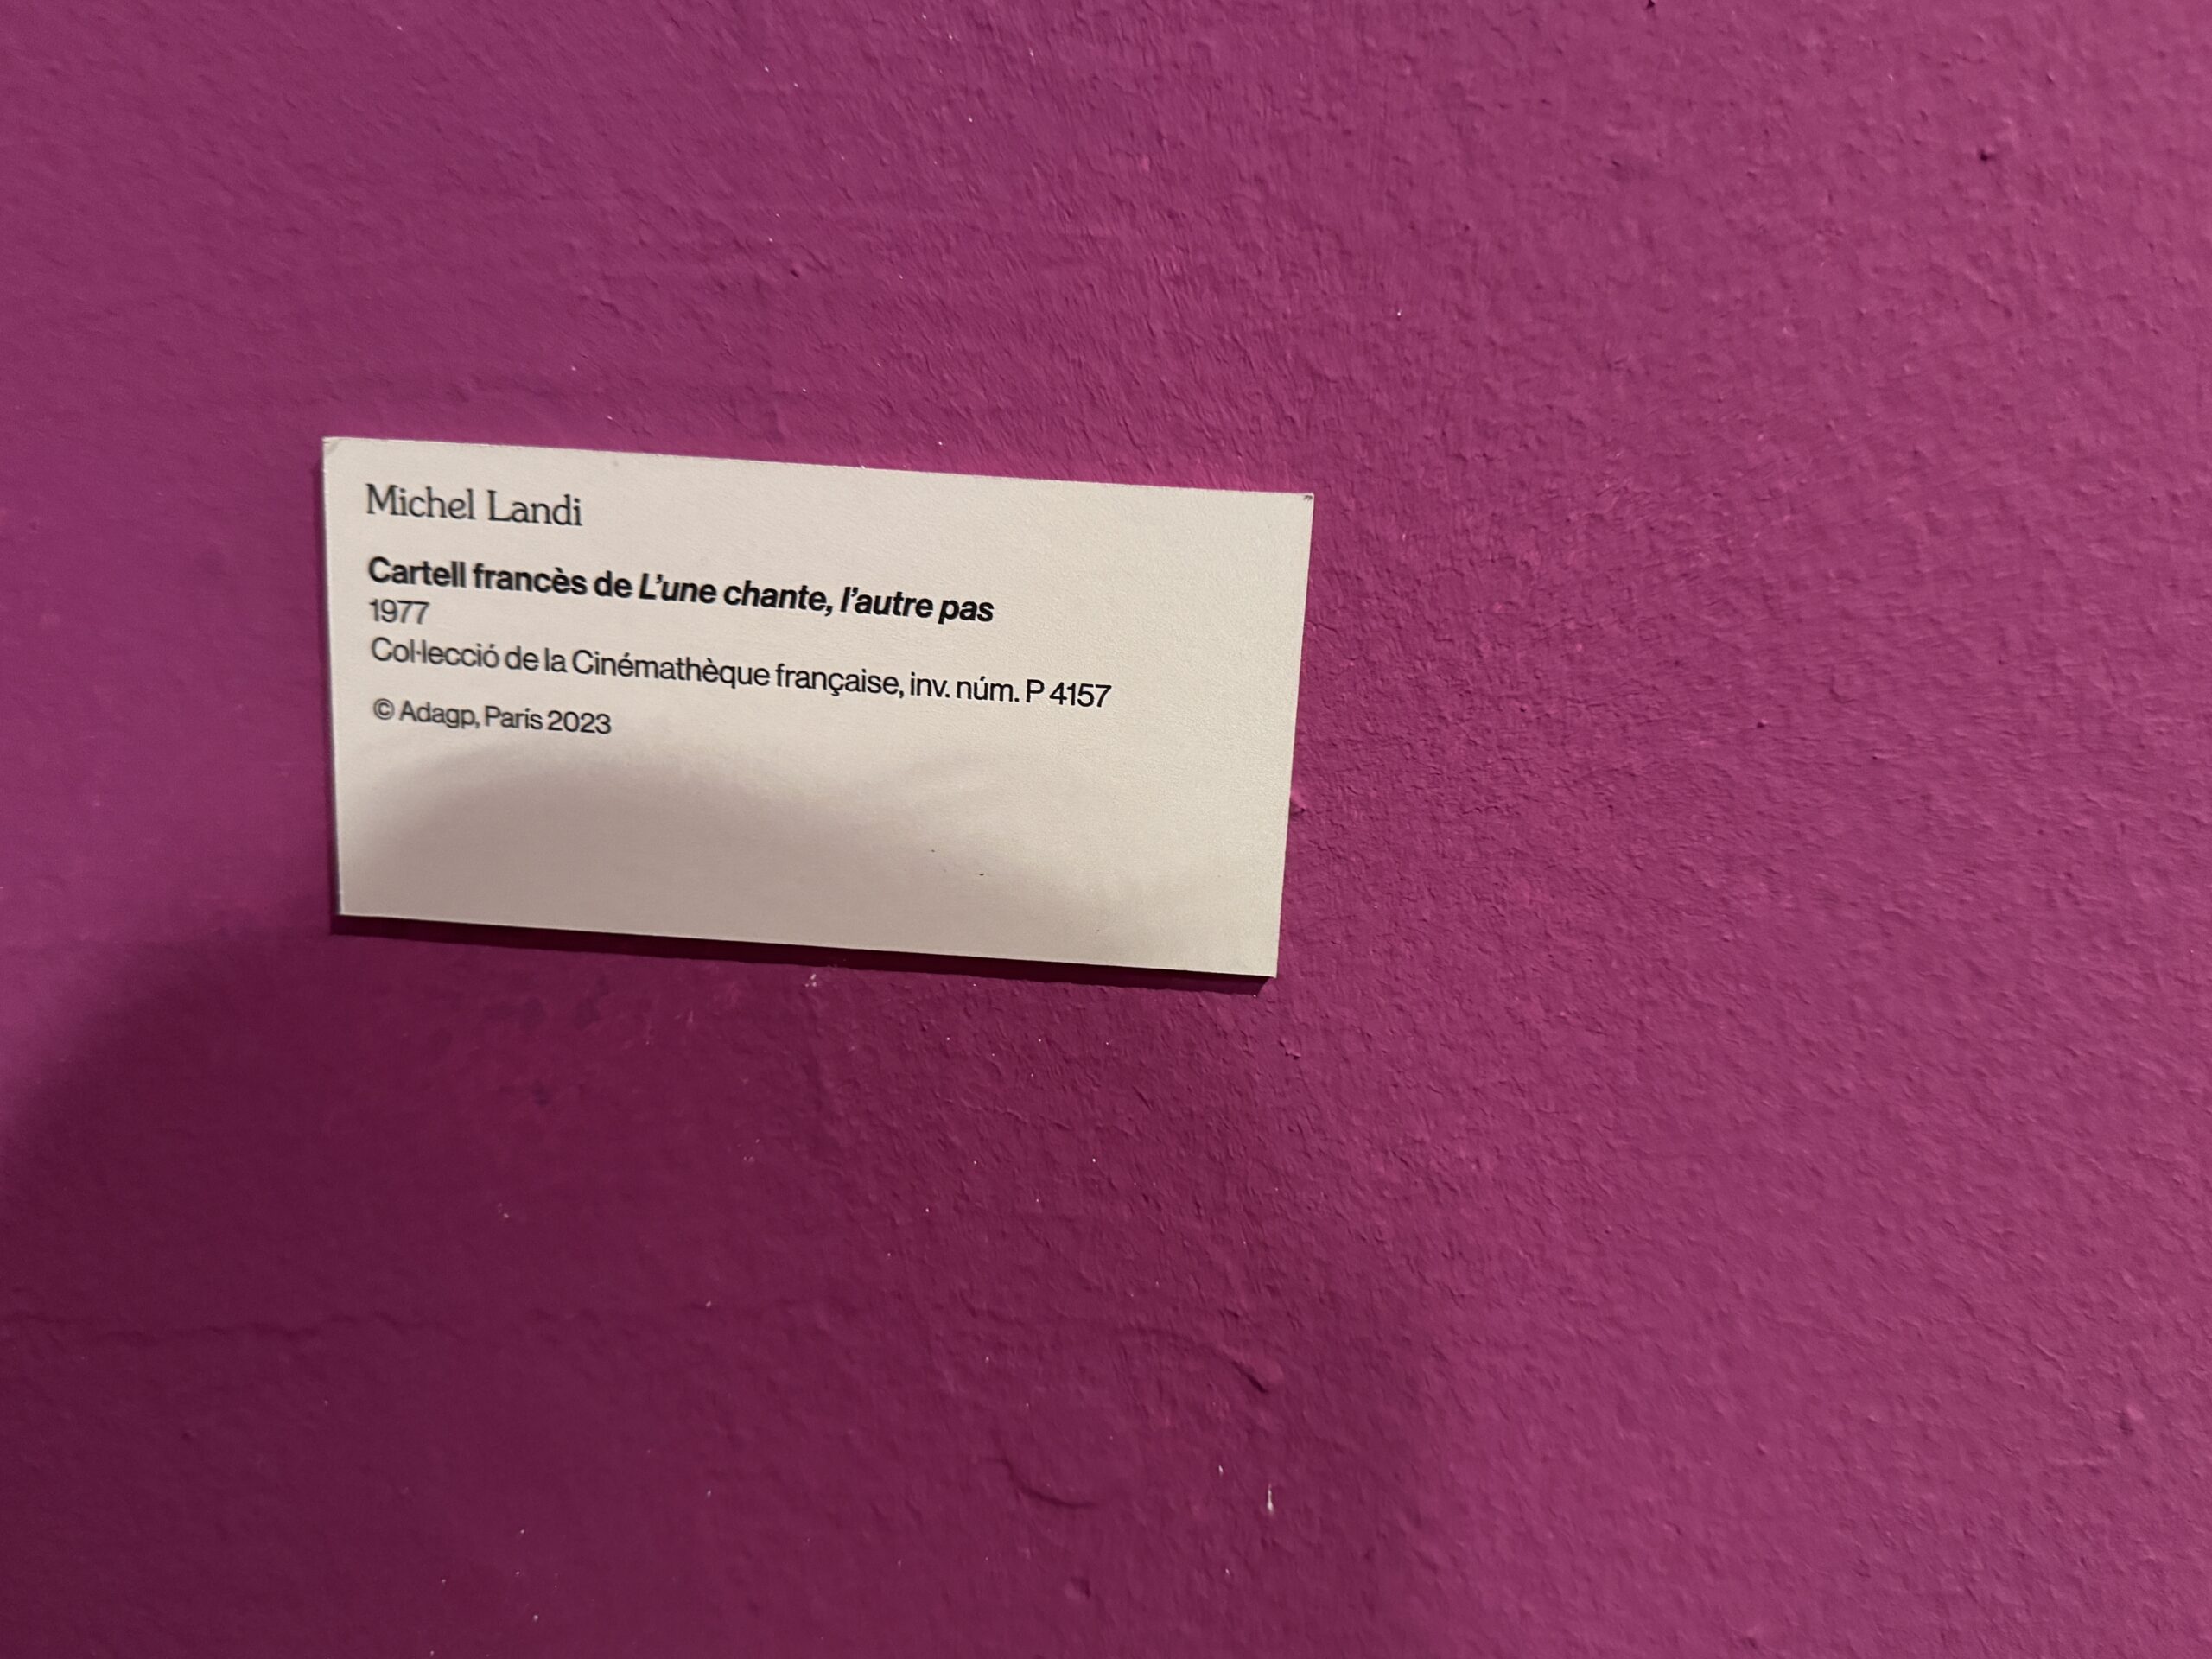 Michel Landi
Cartell francès de L’une chante, l’autre pas
1977
Col·lecció de la Cinémathèque française, inv. núm. P 4157
© Adagp, París 2023